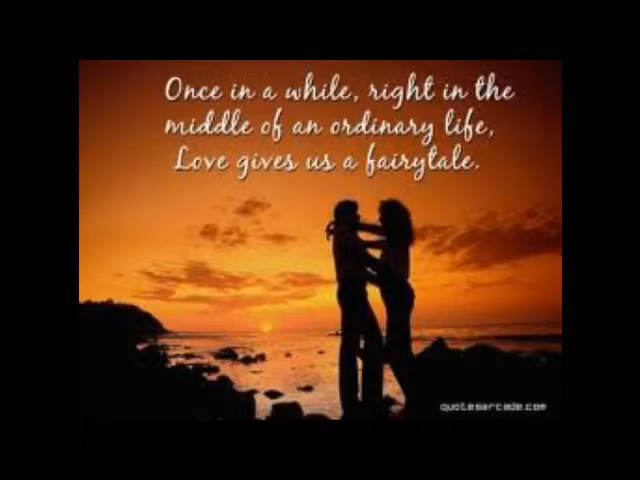 Once in a while, right in the
middle of an ordinary life,
Love gives us a fairytale.
quotesarcade.com